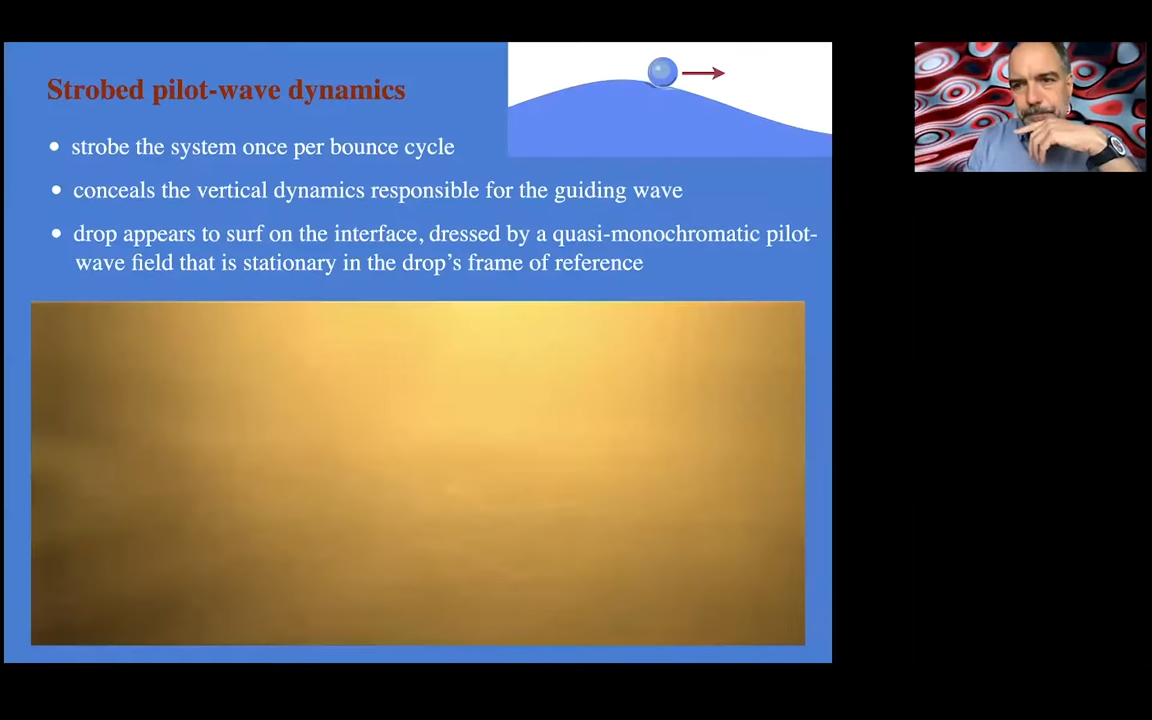 Strobed pilot-wave dynamics
• strobe the system once per bounce cycle
• conceals the vertical dynamics responsible for the guiding wave
• drop appears to surf on the interface, dressed by a quasi-monochromatic pilot-
wave field that is stationary in the drop's frame of reference